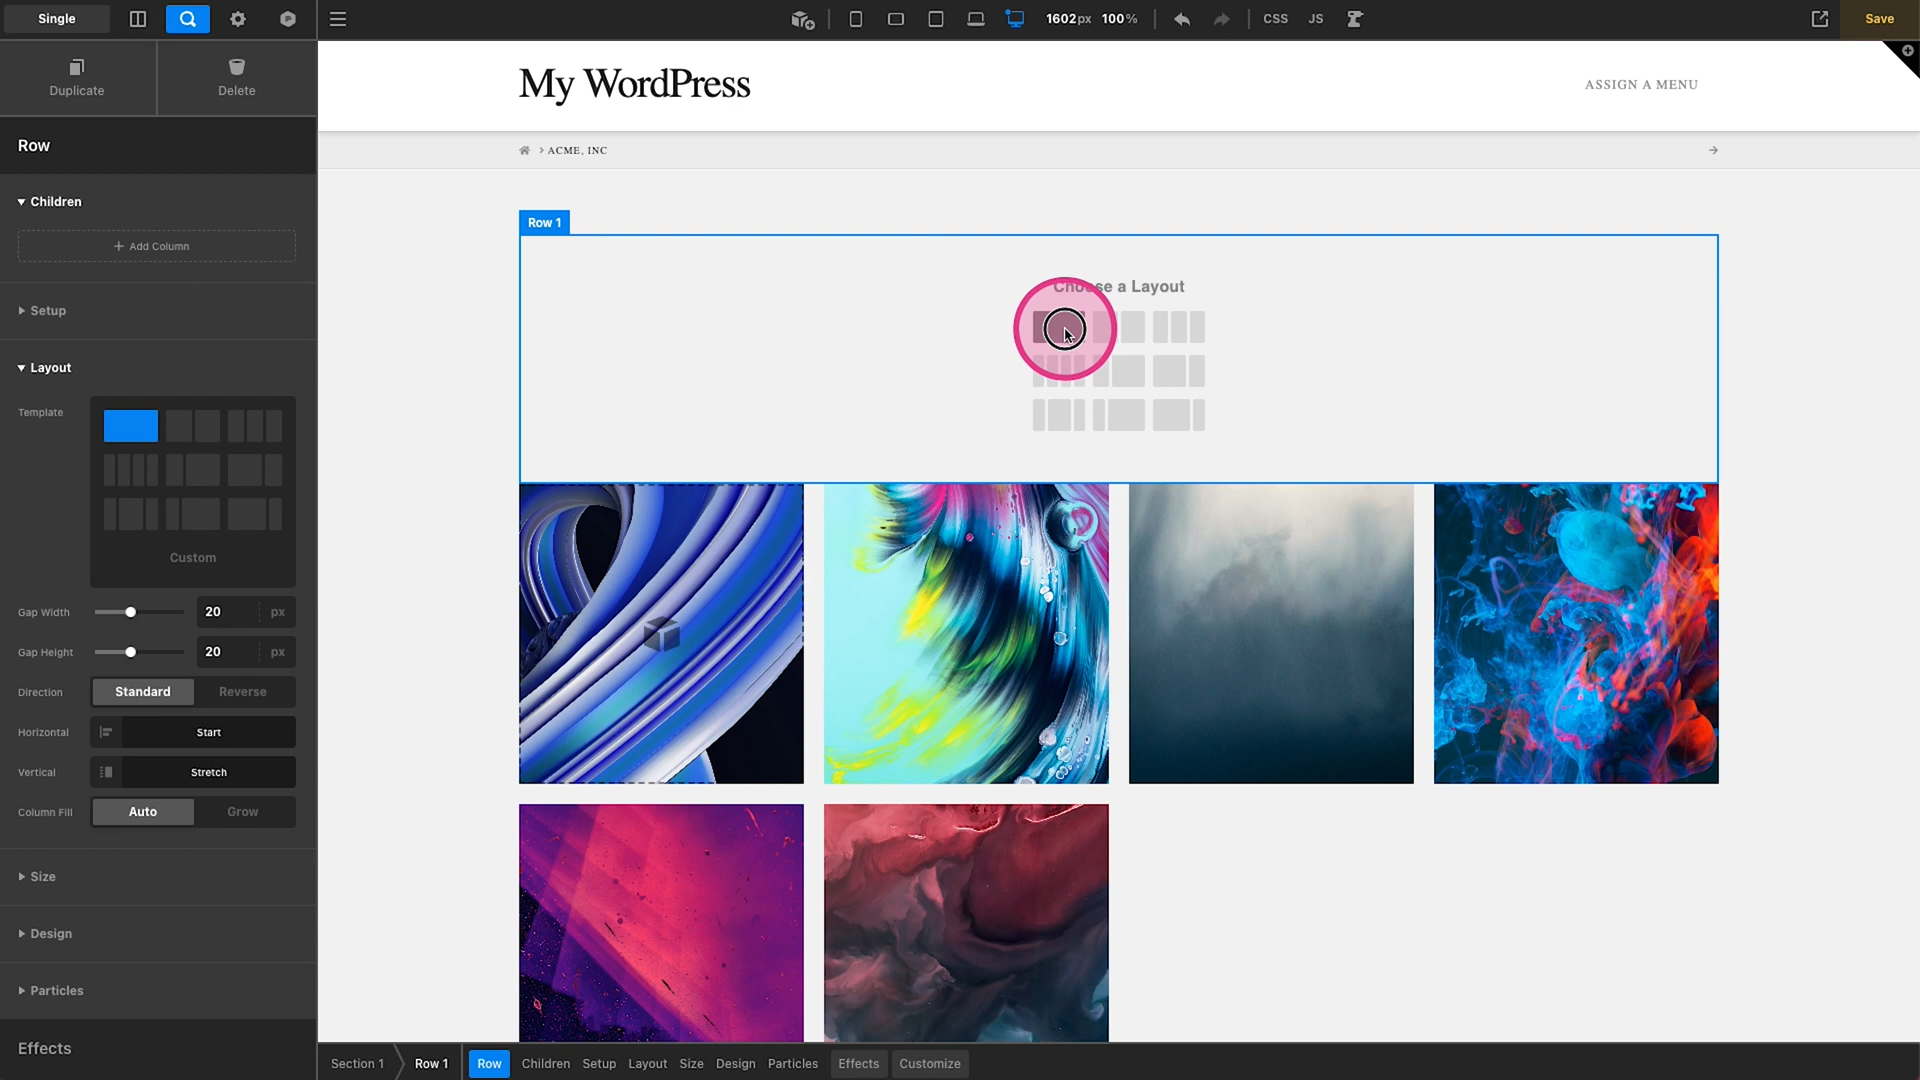 Single
1602px 100%
CSS
JS
Save
Duplicate
Delete
Row
Children
Add Column
Setup
Layout
Template
Custom
Gap Width
20
px
Gap Height
20
px
Direction
Standard
Reverse
Horizontal
Start
Vertical
Stretch
Column Fill
Auto
Grow
Size
Design
Particles
Effects
My WordPress
ASSIGN A MENU
ACME, INC
Row 1
Choose a Layout
Section 1
Row 1
Row
Children
Setup
Layout
Size
Design
Particles
Effects
Customize